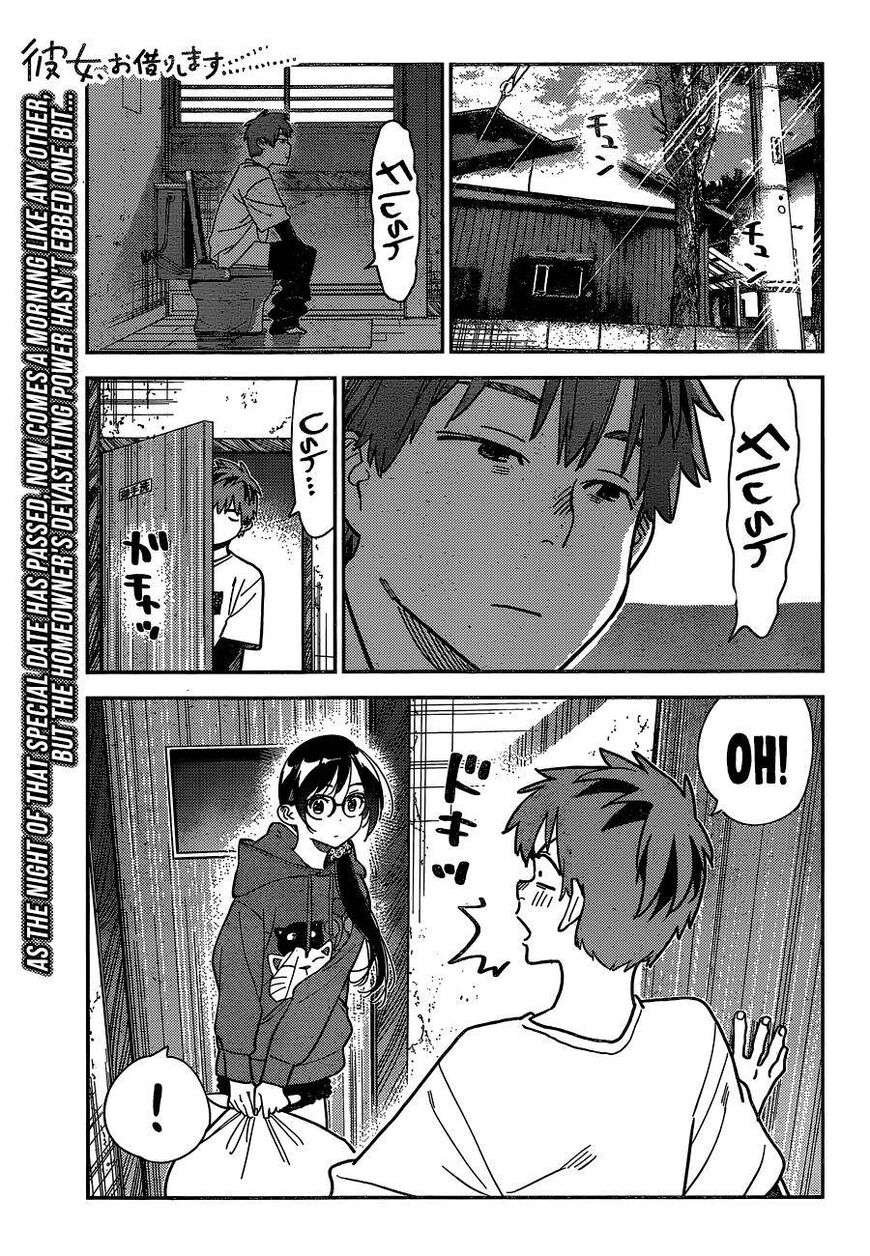 彼女、お借りします
AS THE NIGHT OF THAT SPECIAL DATE HAS PASSED, NOW COMES A MORNING LIKE ANY OTHER,
BUT THE HOMEOWNER'S DEVASTATING POWER HASN'T EBBED ONE BIT...
チュン
チュン
Flush
Flush
Ush...
ガチャッ
OH!
ドキッ
!